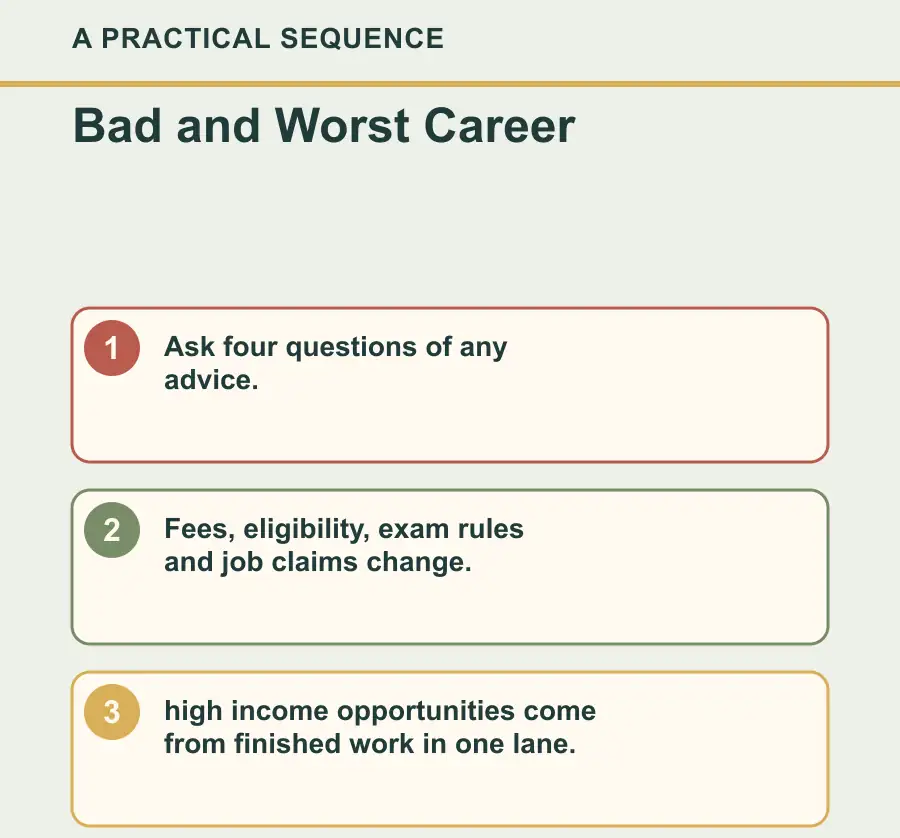 A PRACTICAL SEQUENCE
Bad and Worst Career
1
Ask four questions of any
advice.
2
Fees, eligibility, exam rules
and job claims change.
3
high income opportunities come
from finished work in one lane.